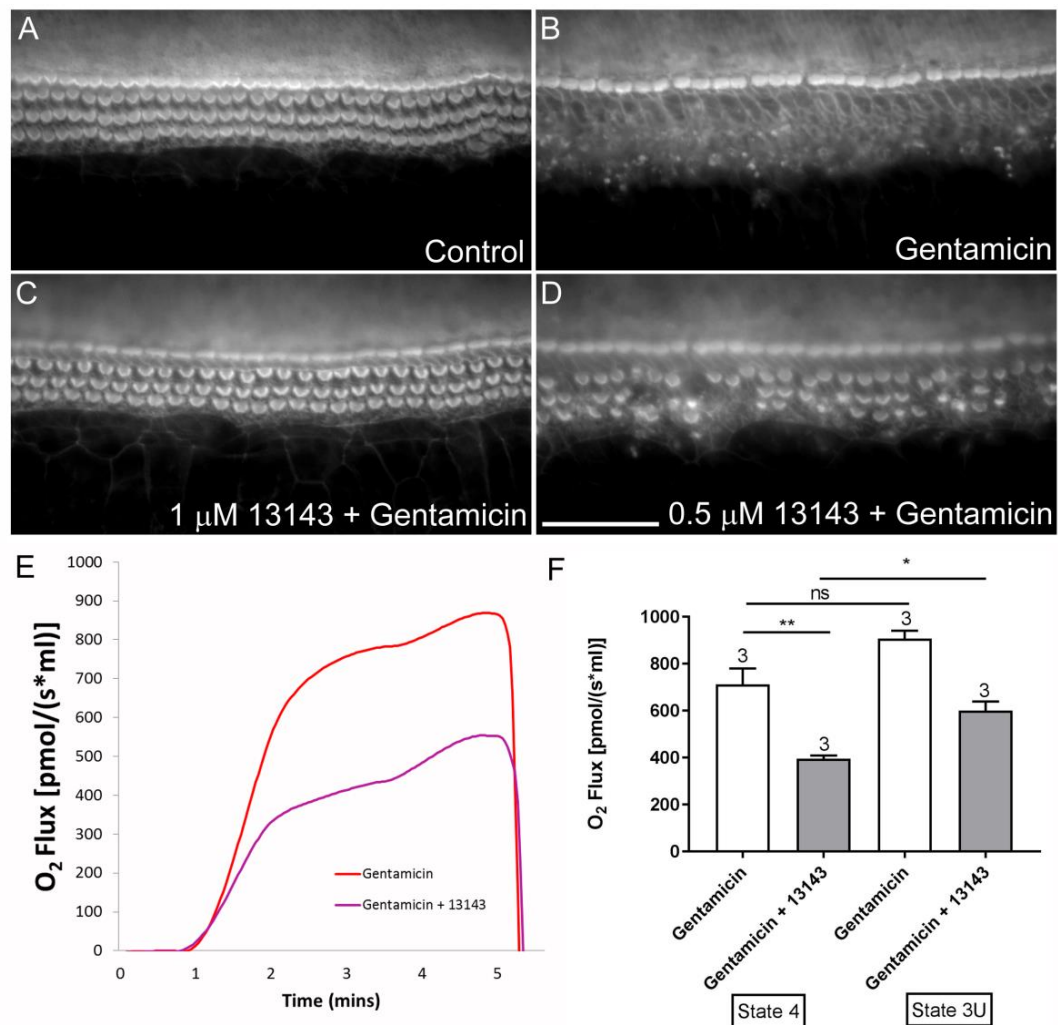 A
Control
B
Gentamicin
C
1 μM 13143 + Gentamicin
D
0.5 μM 13143 + Gentamicin
E
1000
900
800
700
600
500
400
300
200
100
0
O₂ Flux [pmol/(s*ml)]
Gentamicin
Gentamicin + 13143
0 1 2 3 4 5
Time (mins)
F
*
ns
**
1000
800
600
400
200
0
O₂ Flux [pmol/(s*ml)]
3
3
3
3
Gentamicin
Gentamicin + 13143
Gentamicin
Gentamicin + 13143
State 4
State 3U